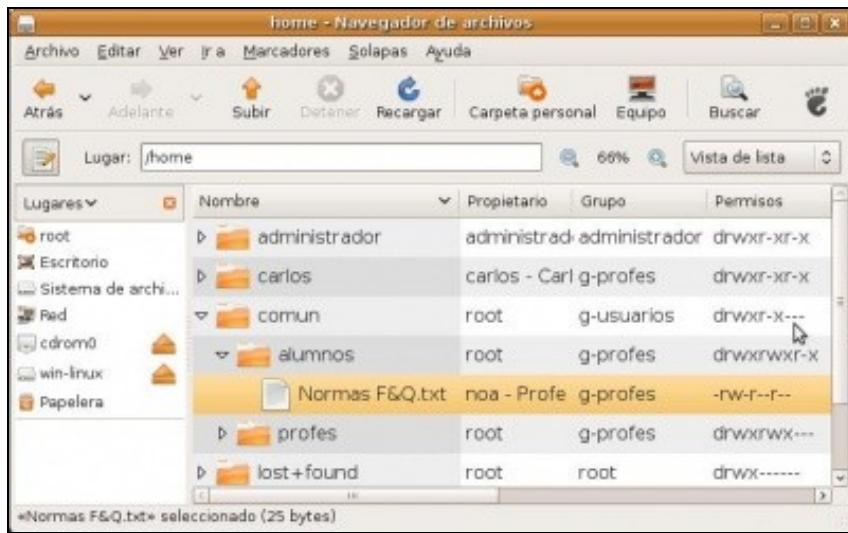 home - Navegador de archivos
Archivo Editar Ver Ir a Marcadores Solapas Ayuda
Atrás Adelante Subir Detener Recargar Carpeta personal Equipo Buscar
Lugar: /home 66% Vista de lista
Lugares Nombre Propietario Grupo Permisos
root administrador administrad administrador drwxr-xr-x
Escritorio
Sistema de archi... carlos carlos - Carl g-profes drwxr-xr-x
Red comun root g-usuarios drwxr-x---
cdrom0 alumnos root g-profes drwxrwxr-x
win-linux
Papelera Normas F&Q.txt noa - Profe g-profes -rw-r--r--
profes root g-profes drwxrwx---
lost+found root root drwx------
«Normas F&Q.txt» seleccionado (25 bytes)